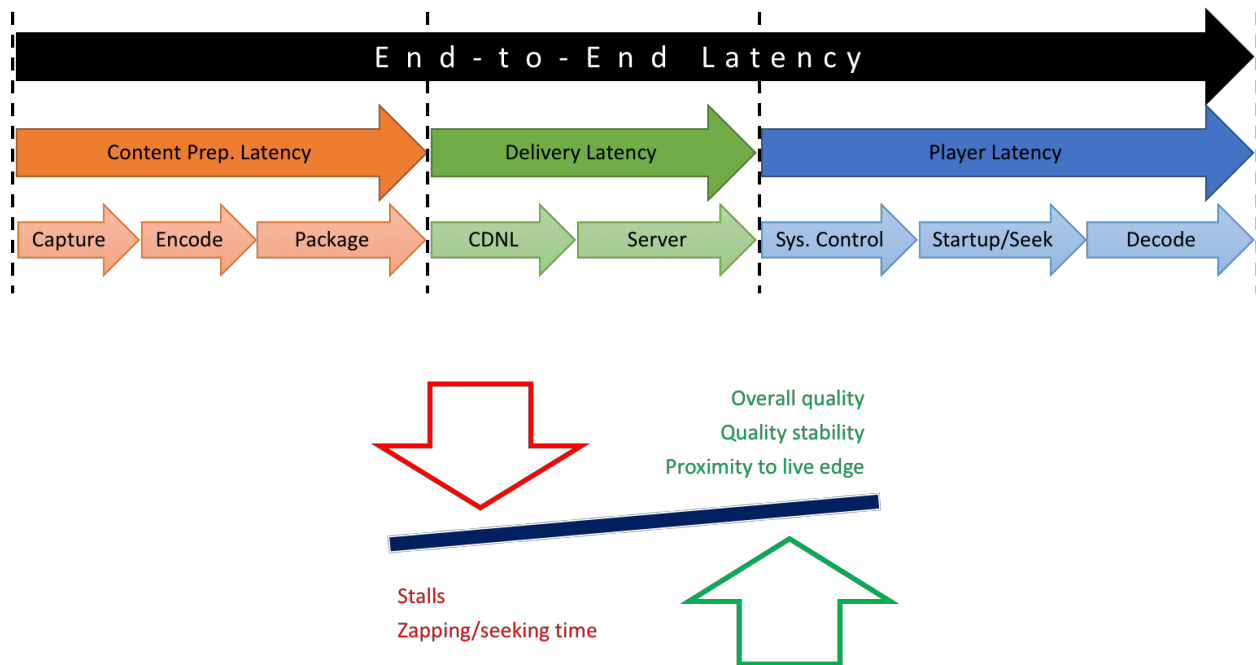 End-to-End Latency
Content Prep. Latency
Delivery Latency
Player Latency
Capture
Encode
Package
CDNL
Server
Sys. Control
Startup/Seek
Decode
Overall quality
Quality stability
Proximity to live edge
Stalls
Zapping/seeking time